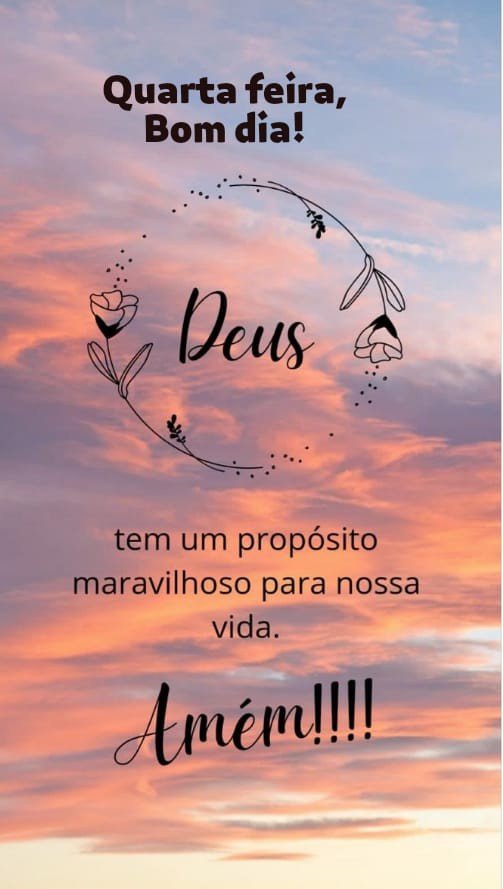 Quarta feira,
Bom dia!
Deus
tem um propósito
maravilhoso para nossa
vida.
Amém!!!!